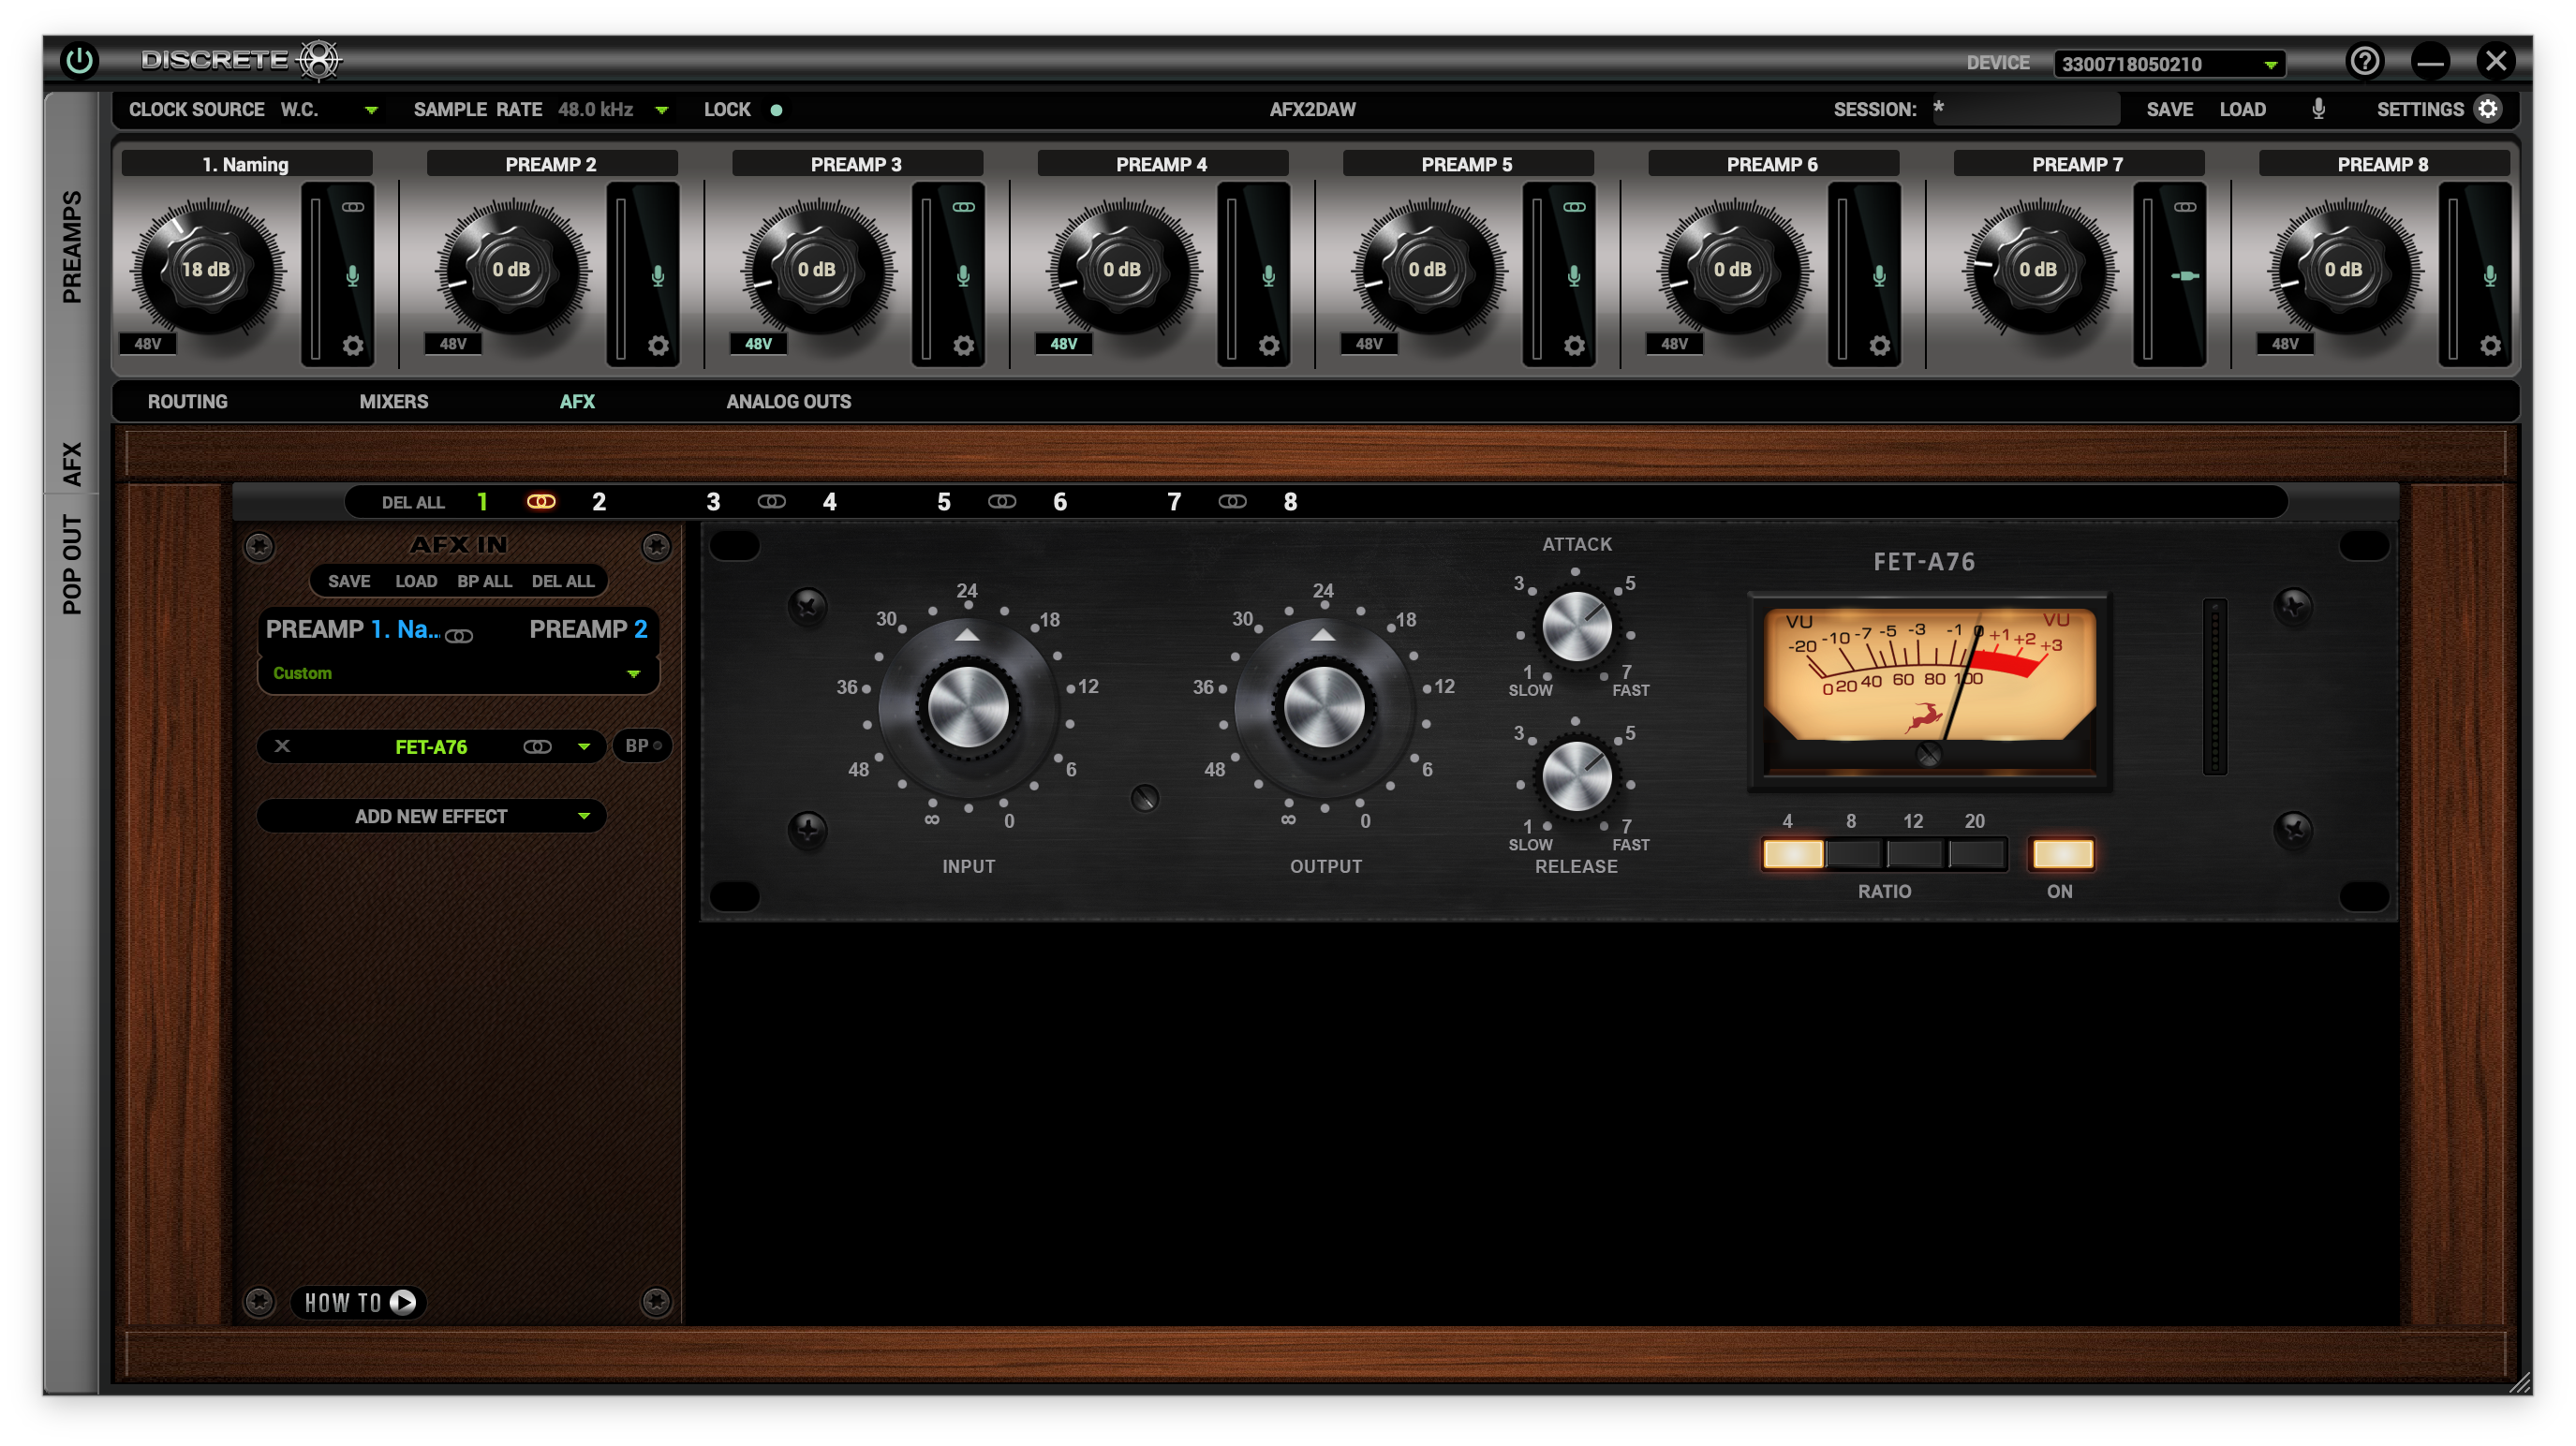 DISCRETE 8
DEVICE 3300718050210
CLOCK SOURCE W.C. SAMPLE RATE 48.0 kHz LOCK AFX2DAW SESSION: * SAVE LOAD SETTINGS
1. Naming PREAMP 2 PREAMP 3 PREAMP 4 PREAMP 5 PREAMP 6 PREAMP 7 PREAMP 8
18 dB 0 dB 0 dB 0 dB 0 dB 0 dB 0 dB 0 dB
48V 48V 48V 48V 48V 48V 48V
PREAMPS
AFX
POP OUT
ROUTING MIXERS AFX ANALOG OUTS
DEL ALL 1 2 3 4 5 6 7 8
AFX IN
SAVE LOAD BP ALL DEL ALL
PREAMP 1. Na... PREAMP 2
Custom
X FET-A76 BP
ADD NEW EFFECT
HOW TO
24
30 18
36 12
48 6
∞ 0
INPUT
24
30 18
36 12
48 6
∞ 0
OUTPUT
ATTACK
3 5
1 7
SLOW FAST
3 5
1 7
SLOW FAST
RELEASE
FET-A76
VU VU
-20 -10 -7 -5 -3 -1 0 +1 +2 +3
0 20 40 60 80 100
4 8 12 20
RATIO ON